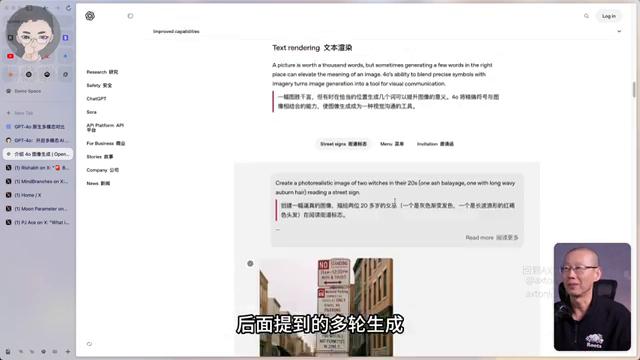 Log in
Improved capabilities
Text rendering 文本渲染
A picture is worth a thousand words, but sometimes generating a few words in the right
place can elevate the meaning of an image. 4o's ability to blend precise symbols with
imagery turns image generation into a tool for visual communication.
一幅图胜千言，但有时在恰当的位置生成几个词可以提升图像的意义。4o 将精确符号与图
像相结合的能力，使图像生成成为一种视觉沟通的工具。
Research 研究
Safety 安全
ChatGPT
Sora
API Platform API
平台
For Business 商业
Stories 故事
Company 公司
News 新闻
Street signs 街道标志
Menu 菜单
Invitation 邀请函
Create a photorealistic image of two witches in their 20s (one ash balayage, one with long wavy
auburn hair) reading a street sign.
创建一幅逼真的图像，描绘两位 20 多岁的女巫（一个是灰色渐变发色，一个是长波浪形的红褐
色头发）在阅读街道标志。
...
Read more 阅读更多
Demo Space
New Tab
GPT-4o 原生多模态对比
GPT-4o：开启多模态AI...
介绍 4o 图像生成 | Open...
(1) Rishabh on X: "
(1) MindBranches on X: "
(1) Moon Parameter on
(1) PJ Ace on X: "What i
NO
STANDING
Roots
后面提到的多轮生成